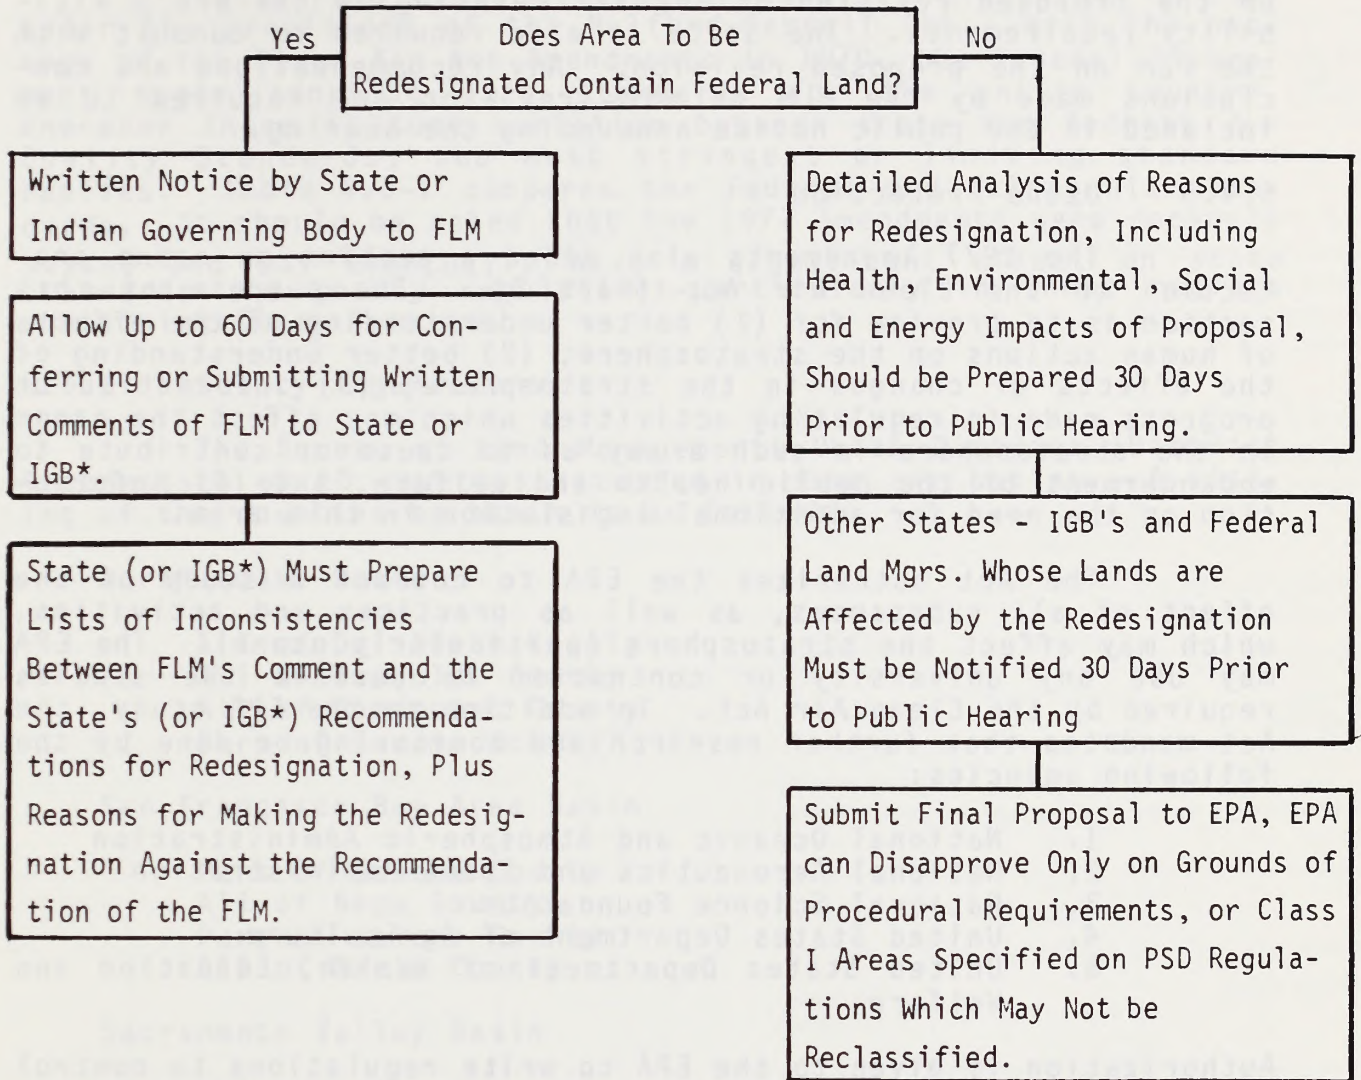 Yes
Does Area To Be
Redesignated Contain Federal Land?
No
Written Notice by State or
Indian Governing Body to FLM
Allow Up to 60 Days for Con-
ferring or Submitting Written
Comments of FLM to State or
IGB*
State (or IGB*) Must Prepare
Lists of Inconsistencies
Between FLM's Comment and the
State's (or IGB*) Recommenda-
tions for Redesignation, Plus
Reasons for Making the Redesig-
nation Against the Recommenda-
tion of the FLM.
Detailed Analysis of Reasons
for Redesignation, Including
Health, Environmental, Social
and Energy Impacts of Proposal,
Should be Prepared 30 Days
Prior to Public Hearing.
Other States - IGB's and Federal
Land Mgrs. Whose Lands are
Affected by the Redesignation
Must be Notified 30 Days Prior
to Public Hearing
Submit Final Proposal to EPA, EPA
can Disapprove Only on Grounds of
Procedural Requirements, or Class
I Areas Specified on PSD Regula-
tions Which May Not be
Reclassified.